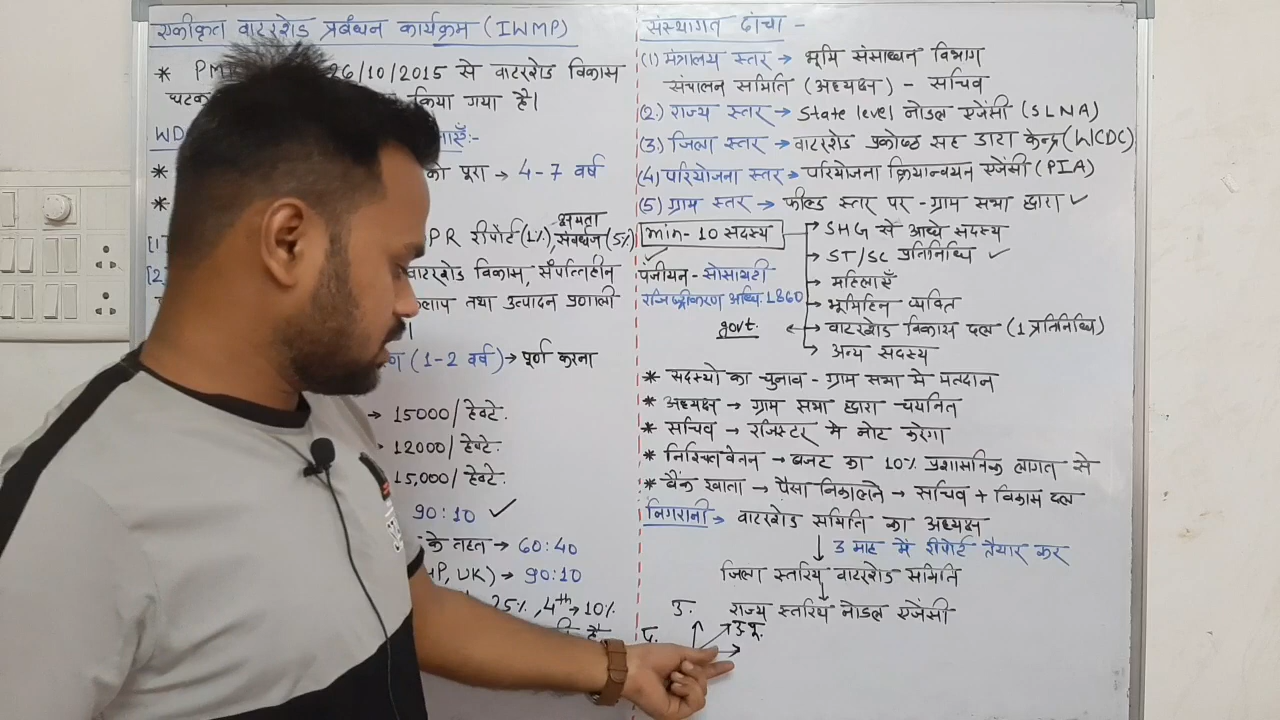 एकीकृत वाटरशेड प्रबंधन कार्यक्रम (IWMP)
* PM 26/10/2015 से वाटरशेड विकास
घटक किया गया है।
WD
* को पूरा → 4-7 वर्ष
*
[1] PR रीपोर्ट (1%), क्षमता संवर्धन (5%)
[2] वाटरशेड विकास, संपत्तिहीन
कलाप तथा उत्पादन प्रणाली
(1-2 वर्ष) → पूर्ण करना
→ 15000/हेक्टे.
12000/हेक्टे.
15,000/हेक्टे.
90:10 ✓
के तहत → 60:40
HP, UK) → 90:10
25%, 4th → 10%
है
संस्थागत ढांचा -
(1) मंत्रालय स्तर → भूमि संसाधन विभाग
संचालन समिति (अध्यक्ष) - सचिव
(2) राज्य स्तर → State level नोडल एजेंसी (SLNA)
(3) जिला स्तर → वाटरशेड प्रकोष्ठ सह डाटा केन्द्र (WCDC)
(4) परियोजना स्तर → परियोजना क्रियान्वयन एजेंसी (PIA)
(5) ग्राम स्तर → फील्ड स्तर पर - ग्राम सभा द्वारा ✓
min - 10 सदस्य
→ SHG से आधे सदस्य
→ ST/SC प्रतिनिधि ✓
→ महिलाएँ
→ भूमिहिन व्यक्ति
→ वाटरशेड विकास दल (1 प्रतिनिधि)
→ अन्य सदस्य
पंजीयन - सोसायटी
रजिस्ट्रीकरण अधि. 1860
govt.
* सदस्यो का चुनाव - ग्राम सभा मे मतदान
* अध्यक्ष → ग्राम सभा द्वारा चयनित
* सचिव → रजिस्टर मे नोट करेगा
* निश्चित वेतन → बजट का 10% प्रशासनिक लागत से
* बैंक खाता → पैसा निकालने → सचिव + विकास दल
निगरानी → वाटरशेड समिति का अध्यक्ष
↓ 3 माह में रीपोर्ट तैयार कर
जिला स्तरिय वाटरशेड समिति
↓
राज्य स्तरिय नोडल एजेंसी
उ.
उ.पू.
प.